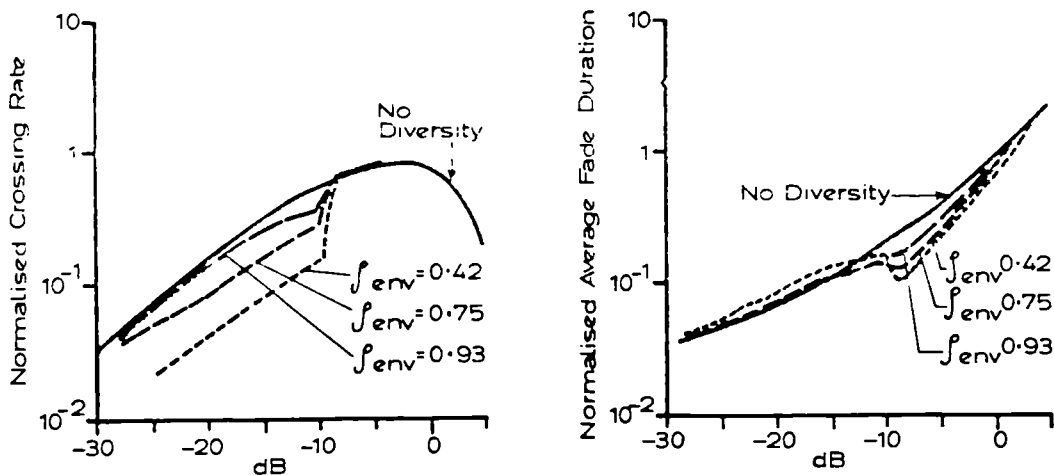 Normalised Crossing Rate
10
1
10⁻¹
10⁻²
-30
-20
-10
0
dB
No
Diversity
ρenv=0·42
ρenv=0·75
ρenv=0·93
Normalised Average Fade Duration
10
1
10⁻¹
10⁻²
-30
-20
-10
0
dB
No Diversity
ρenv0·42
ρenv0·75
ρenv0·93